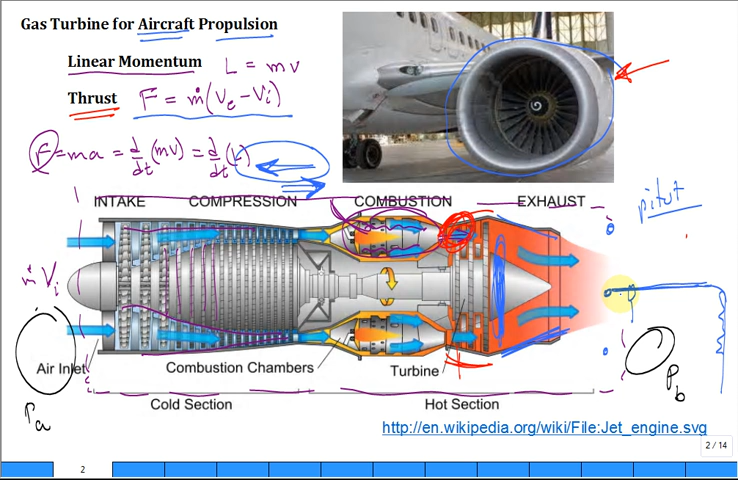 Gas Turbine for Aircraft Propulsion
Linear Momentum L = mv
Thrust F = ṁ(Ve - Vi)
F = ma = d/dt (mv) = d/dt (L)
INTAKE COMPRESSION COMBUSTION EXHAUST
pitot
ṁ Vi
Air Inlet
Combustion Chambers
Turbine
Pa
Pb
Cold Section
Hot Section
http://en.wikipedia.org/wiki/File:Jet_engine.svg
2 / 14
2